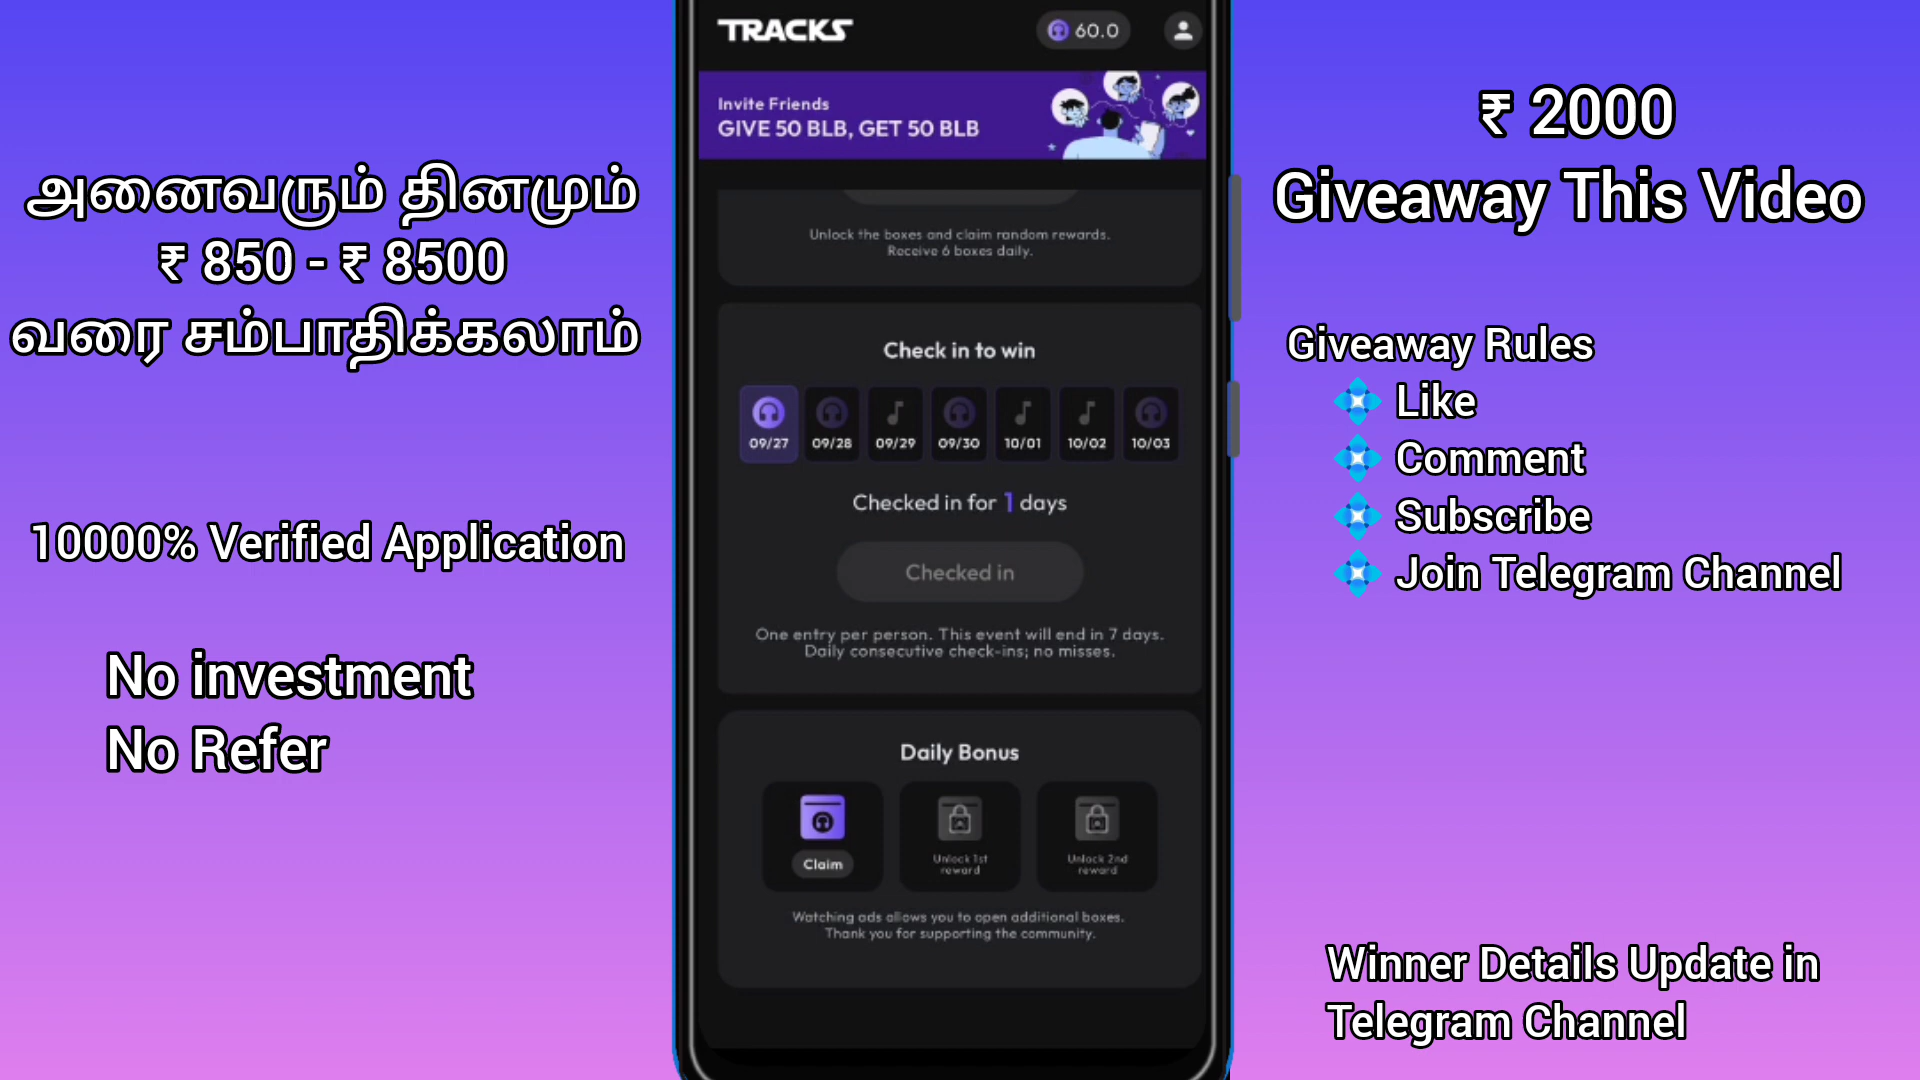 அனைவரும் தினமும்
₹ 850 - ₹ 8500
வரை சம்பாதிக்கலாம்
10000% Verified Application
No investment
No Refer
TRACKS
60.0
Invite Friends
GIVE 50 BLB, GET 50 BLB
Unlock the boxes and claim random rewards.
Receive 6 boxes daily.
Check in to win
09/27 09/28 09/29 09/30 10/01 10/02 10/03
Checked in for 1 days
Checked in
One entry per person. This event will end in 7 days.
Daily consecutive check-ins; no misses.
Daily Bonus
Claim
Unlock 1st
reward
Unlock 2nd
reward
Watching ads allows you to open additional boxes.
Thank you for supporting the community.
₹ 2000
Giveaway This Video
Giveaway Rules
Like
Comment
Subscribe
Join Telegram Channel
Winner Details Update in
Telegram Channel